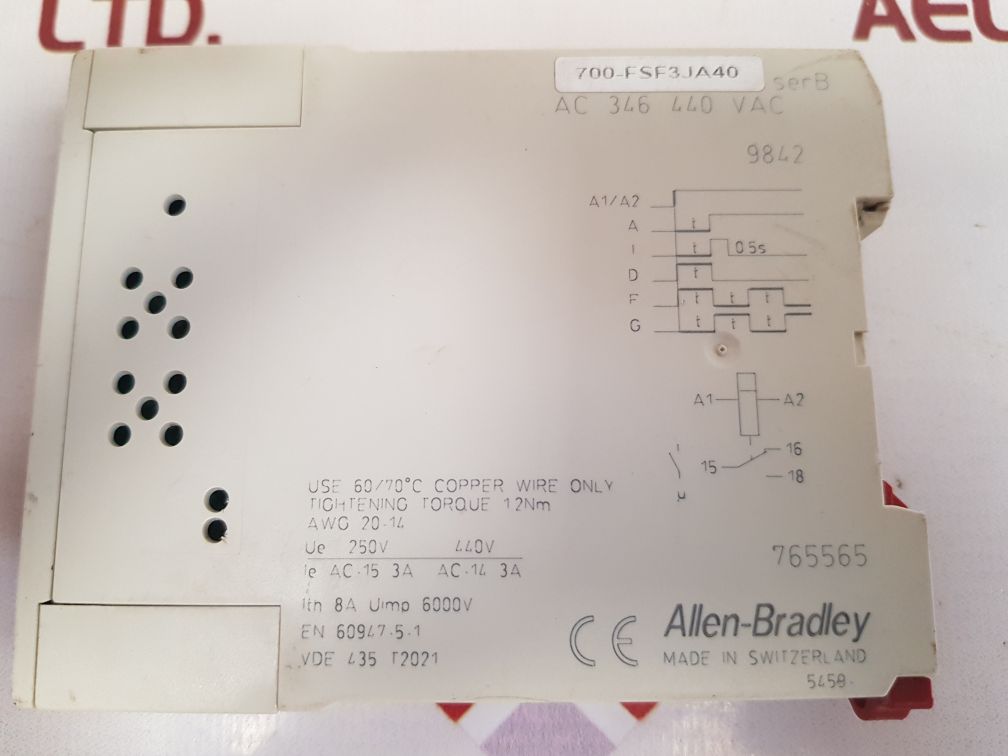 LTD.
700-FSF3JA40 serB
AC 346 440 VAC
9842
A1/A2
A t
I t 0.5s
D t
F t t t
G t t t
A1 A2
16
15
18
µ
USE 60/70°C COPPER WIRE ONLY
TIGHTENING TORQUE 1.2Nm
AWG 20-14
Ue 250V 440V
Ie AC-15 3A AC-14 3A
Ith 8A Uimp 6000V
EN 60947-5-1
VDE 435 T2021
765565
CE Allen-Bradley
MADE IN SWITZERLAND